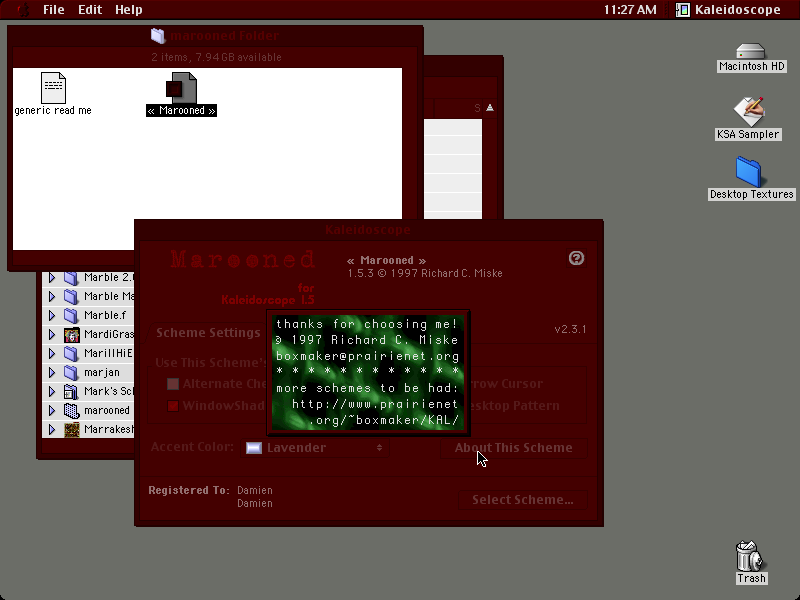 File Edit Help
11:27 AM Kaleidoscope
marooned Folder
2 items, 7.94GB available
generic read me
« Marooned »
S
Macintosh HD
KSA Sampler
Desktop Textures
Marble 2.
Marble Ma
Marble.f
MardiGras
MarillHiE
marjan
Mark's Sch
marooned
Marrakesh
Kaleidoscope
Marooned
for
Kaleidoscope 1.5
« Marooned »
1.5.3 © 1997 Richard C. Miske
Scheme Settings
v2.3.1
Use This Scheme's
Alternate Che
rrow Cursor
WindowShad
esktop Pattern
thanks for choosing me!
© 1997 Richard C. Miske
boxmaker@prairienet.org
* * * * * * * * * * * *
more schemes to be had:
http://www.prairienet
.org/~boxmaker/KAL/
Accent Color: Lavender
About This Scheme
Registered To: Damien
Damien
Select Scheme...
Trash